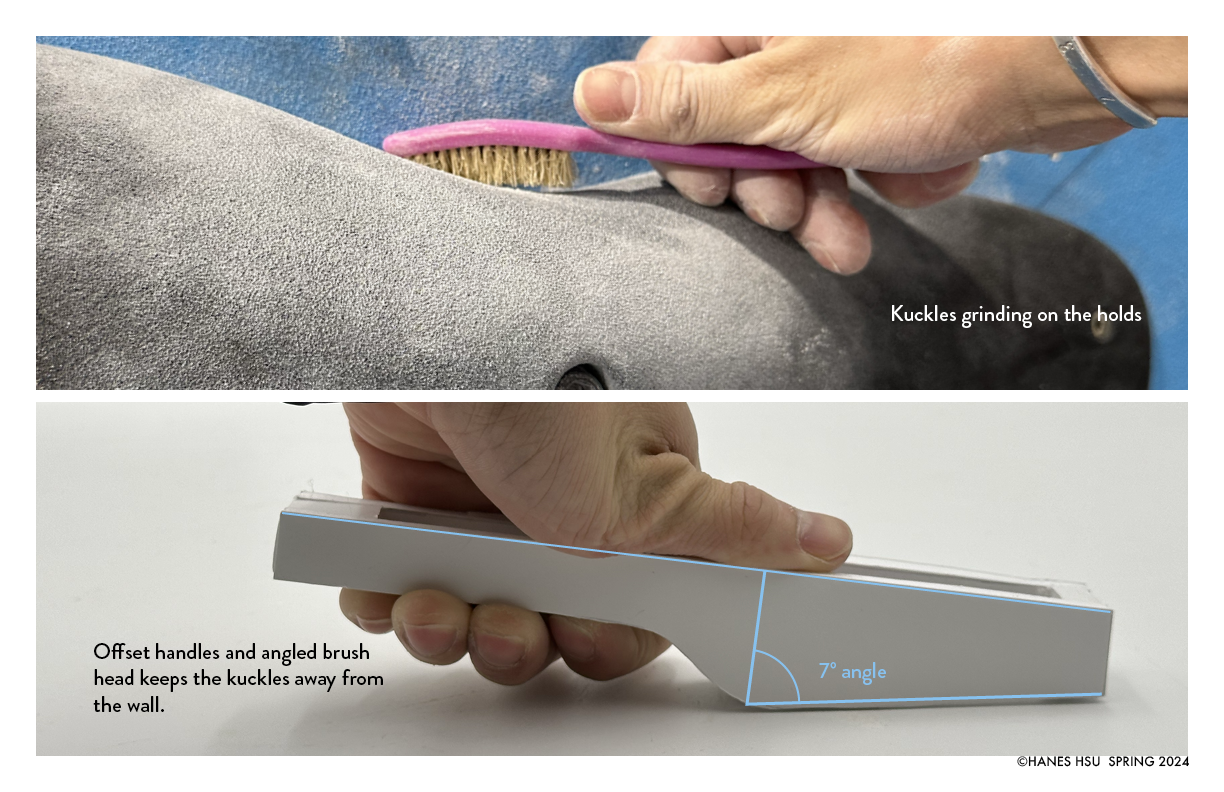 Kuckles grinding on the holds
Offset handles and angled brush
head keeps the kuckles away from
the wall.
7° angle
©HANES HSU SPRING 2024